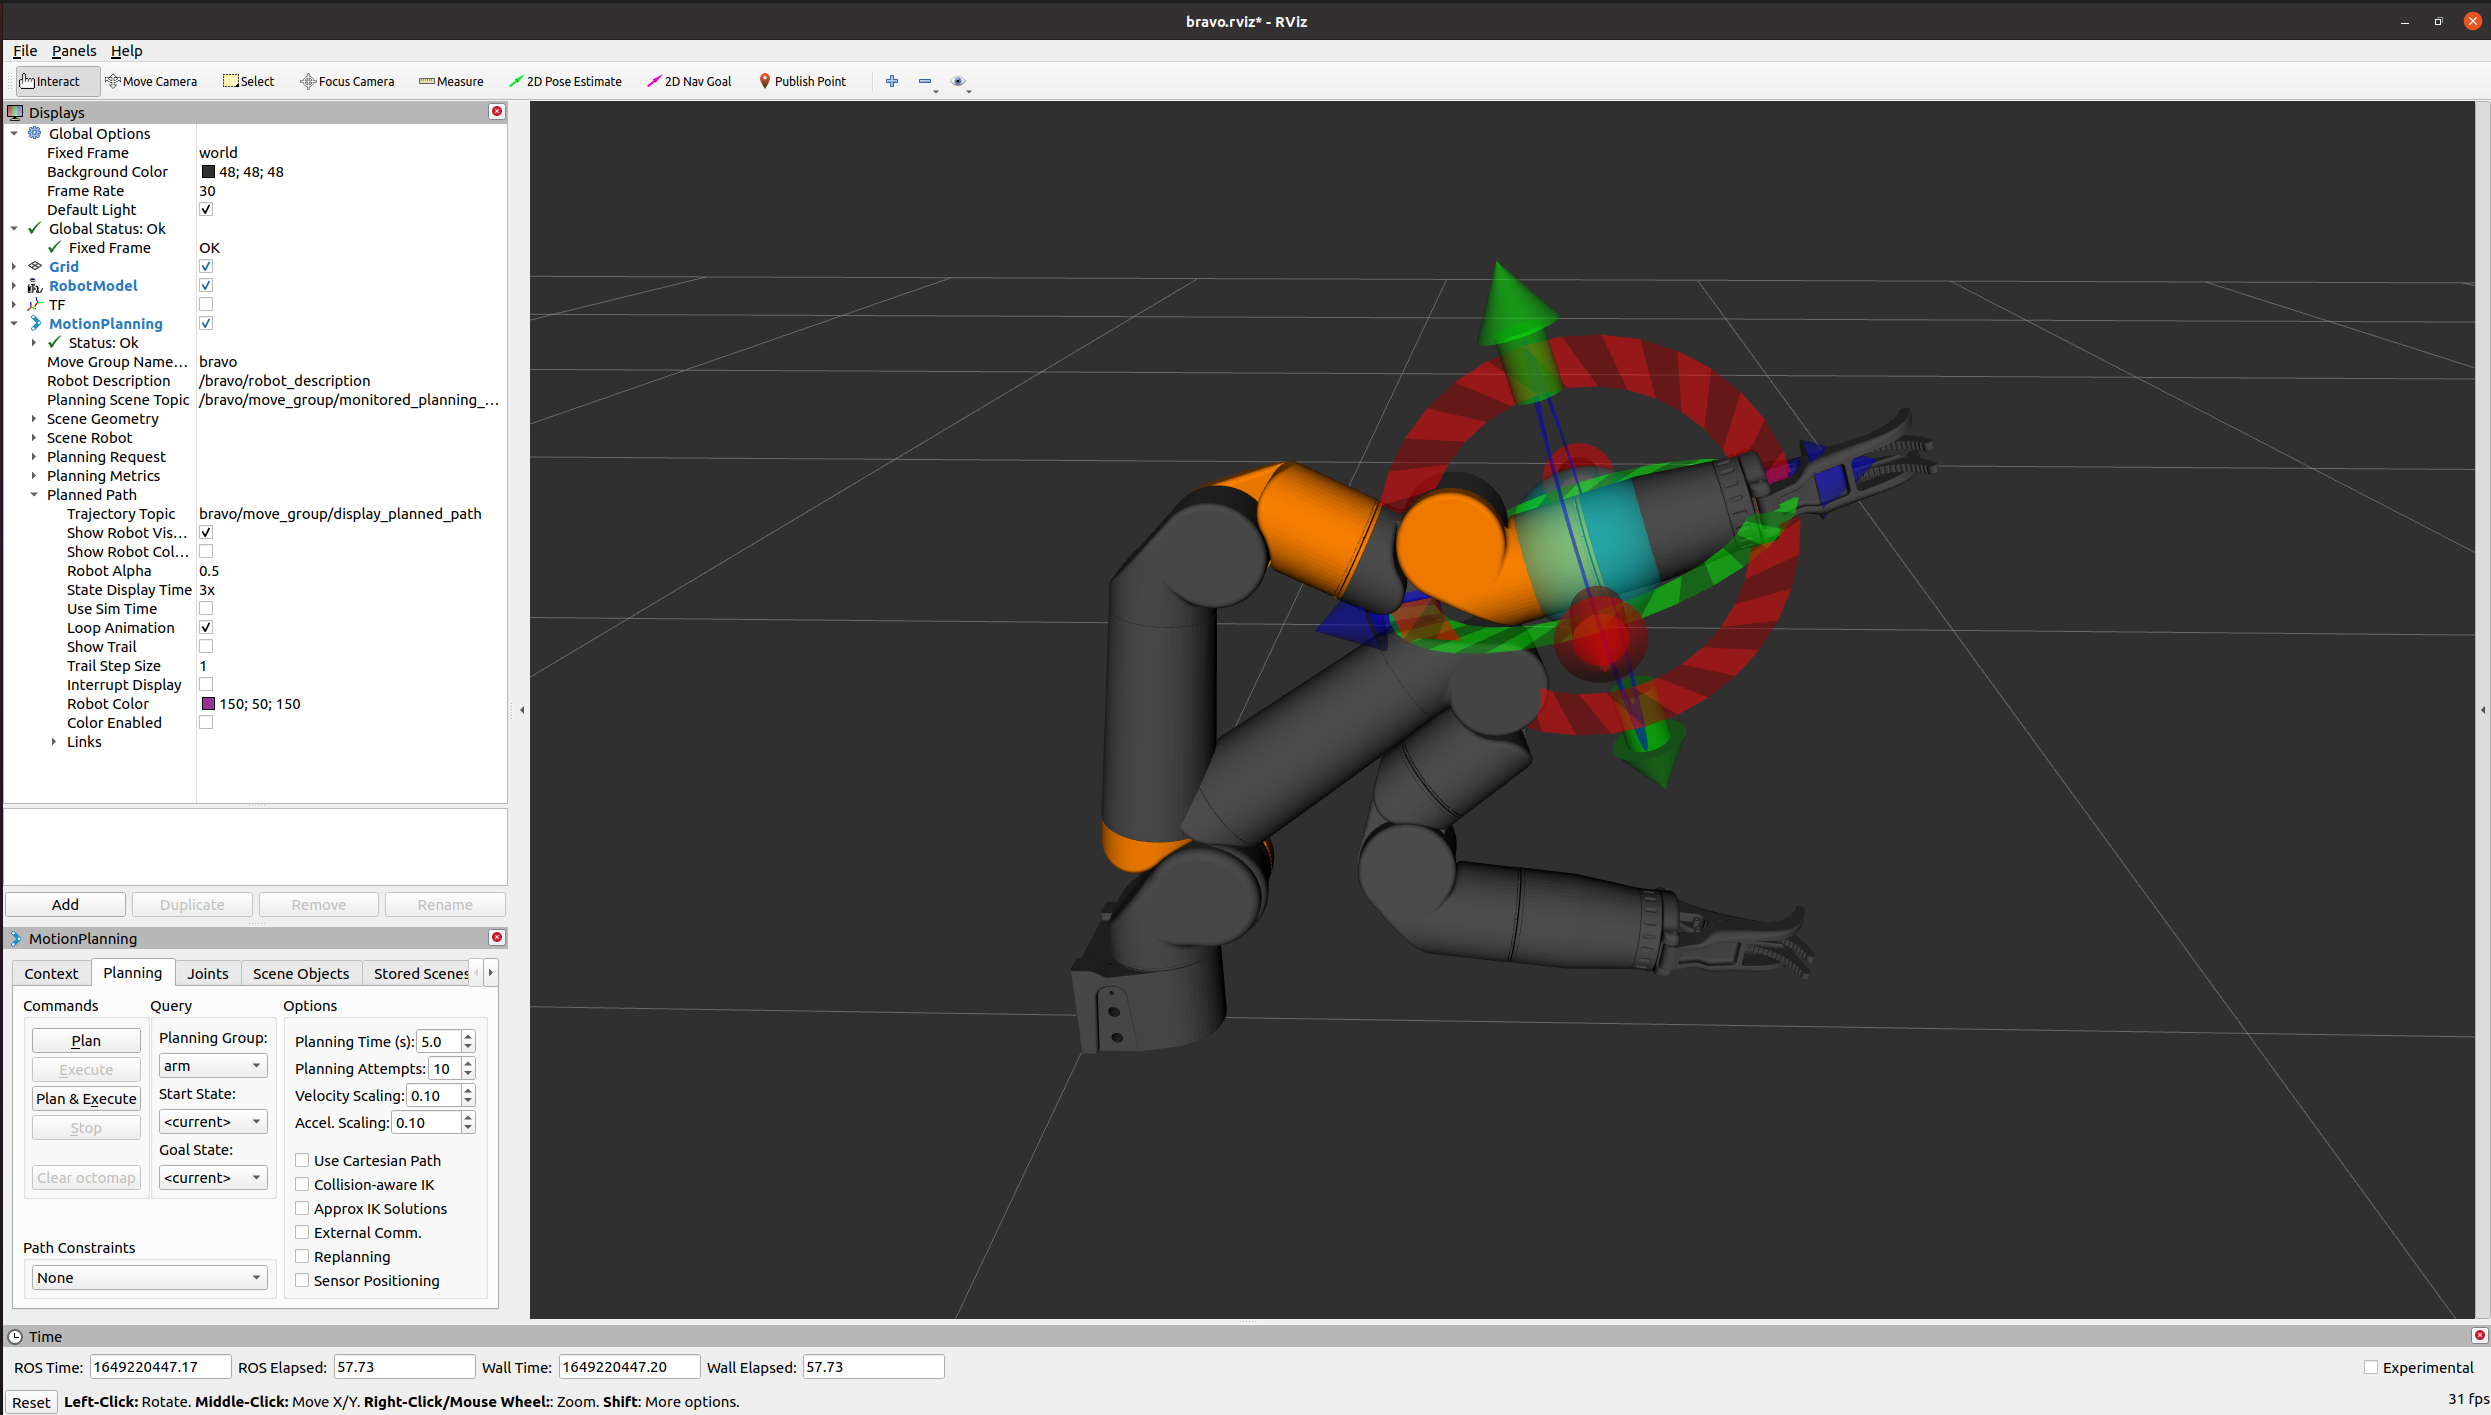 bravo.rviz* - RViz
File Panels Help
Interact Move Camera Select Focus Camera Measure 2D Pose Estimate 2D Nav Goal Publish Point
Displays
Global Options
Fixed Frame world
Background Color 48; 48; 48
Frame Rate 30
Default Light
Global Status: Ok
Fixed Frame OK
Grid
RobotModel
TF
MotionPlanning
Status: Ok
Move Group Name... bravo
Robot Description /bravo/robot_description
Planning Scene Topic /bravo/move_group/monitored_planning_...
Scene Geometry
Scene Robot
Planning Request
Planning Metrics
Planned Path
Trajectory Topic bravo/move_group/display_planned_path
Show Robot Vis...
Show Robot Col...
Robot Alpha 0.5
State Display Time 3x
Use Sim Time
Loop Animation
Show Trail
Trail Step Size 1
Interrupt Display
Robot Color 150; 50; 150
Color Enabled
Links
Add Duplicate Remove Rename
MotionPlanning
Context Planning Joints Scene Objects Stored Scenes
Commands Query Options
Plan
Execute
Plan & Execute
Stop
Clear octomap
Planning Group:
arm
Start State:
<current>
Goal State:
<current>
Planning Time (s): 5.0
Planning Attempts: 10
Velocity Scaling: 0.10
Accel. Scaling: 0.10
Use Cartesian Path
Collision-aware IK
Approx IK Solutions
External Comm.
Replanning
Sensor Positioning
Path Constraints
None
Time
ROS Time: 1649220447.17 ROS Elapsed: 57.73 Wall Time: 1649220447.20 Wall Elapsed: 57.73 Experimental
Reset Left-Click: Rotate. Middle-Click: Move X/Y. Right-Click/Mouse Wheel:: Zoom. Shift: More options. 31 fps